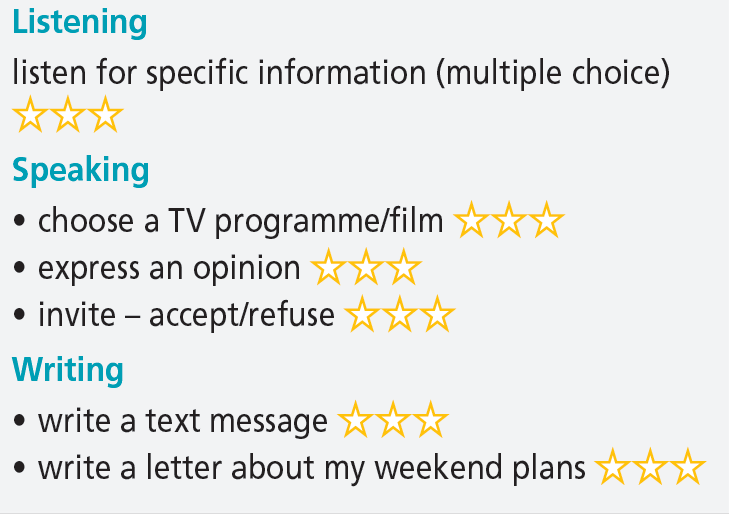 Listening
listen for specific information (multiple choice)
☆☆☆
Speaking
• choose a TV programme/film ☆☆☆
• express an opinion ☆☆☆
• invite – accept/refuse ☆☆☆
Writing
• write a text message ☆☆☆
• write a letter about my weekend plans ☆☆☆